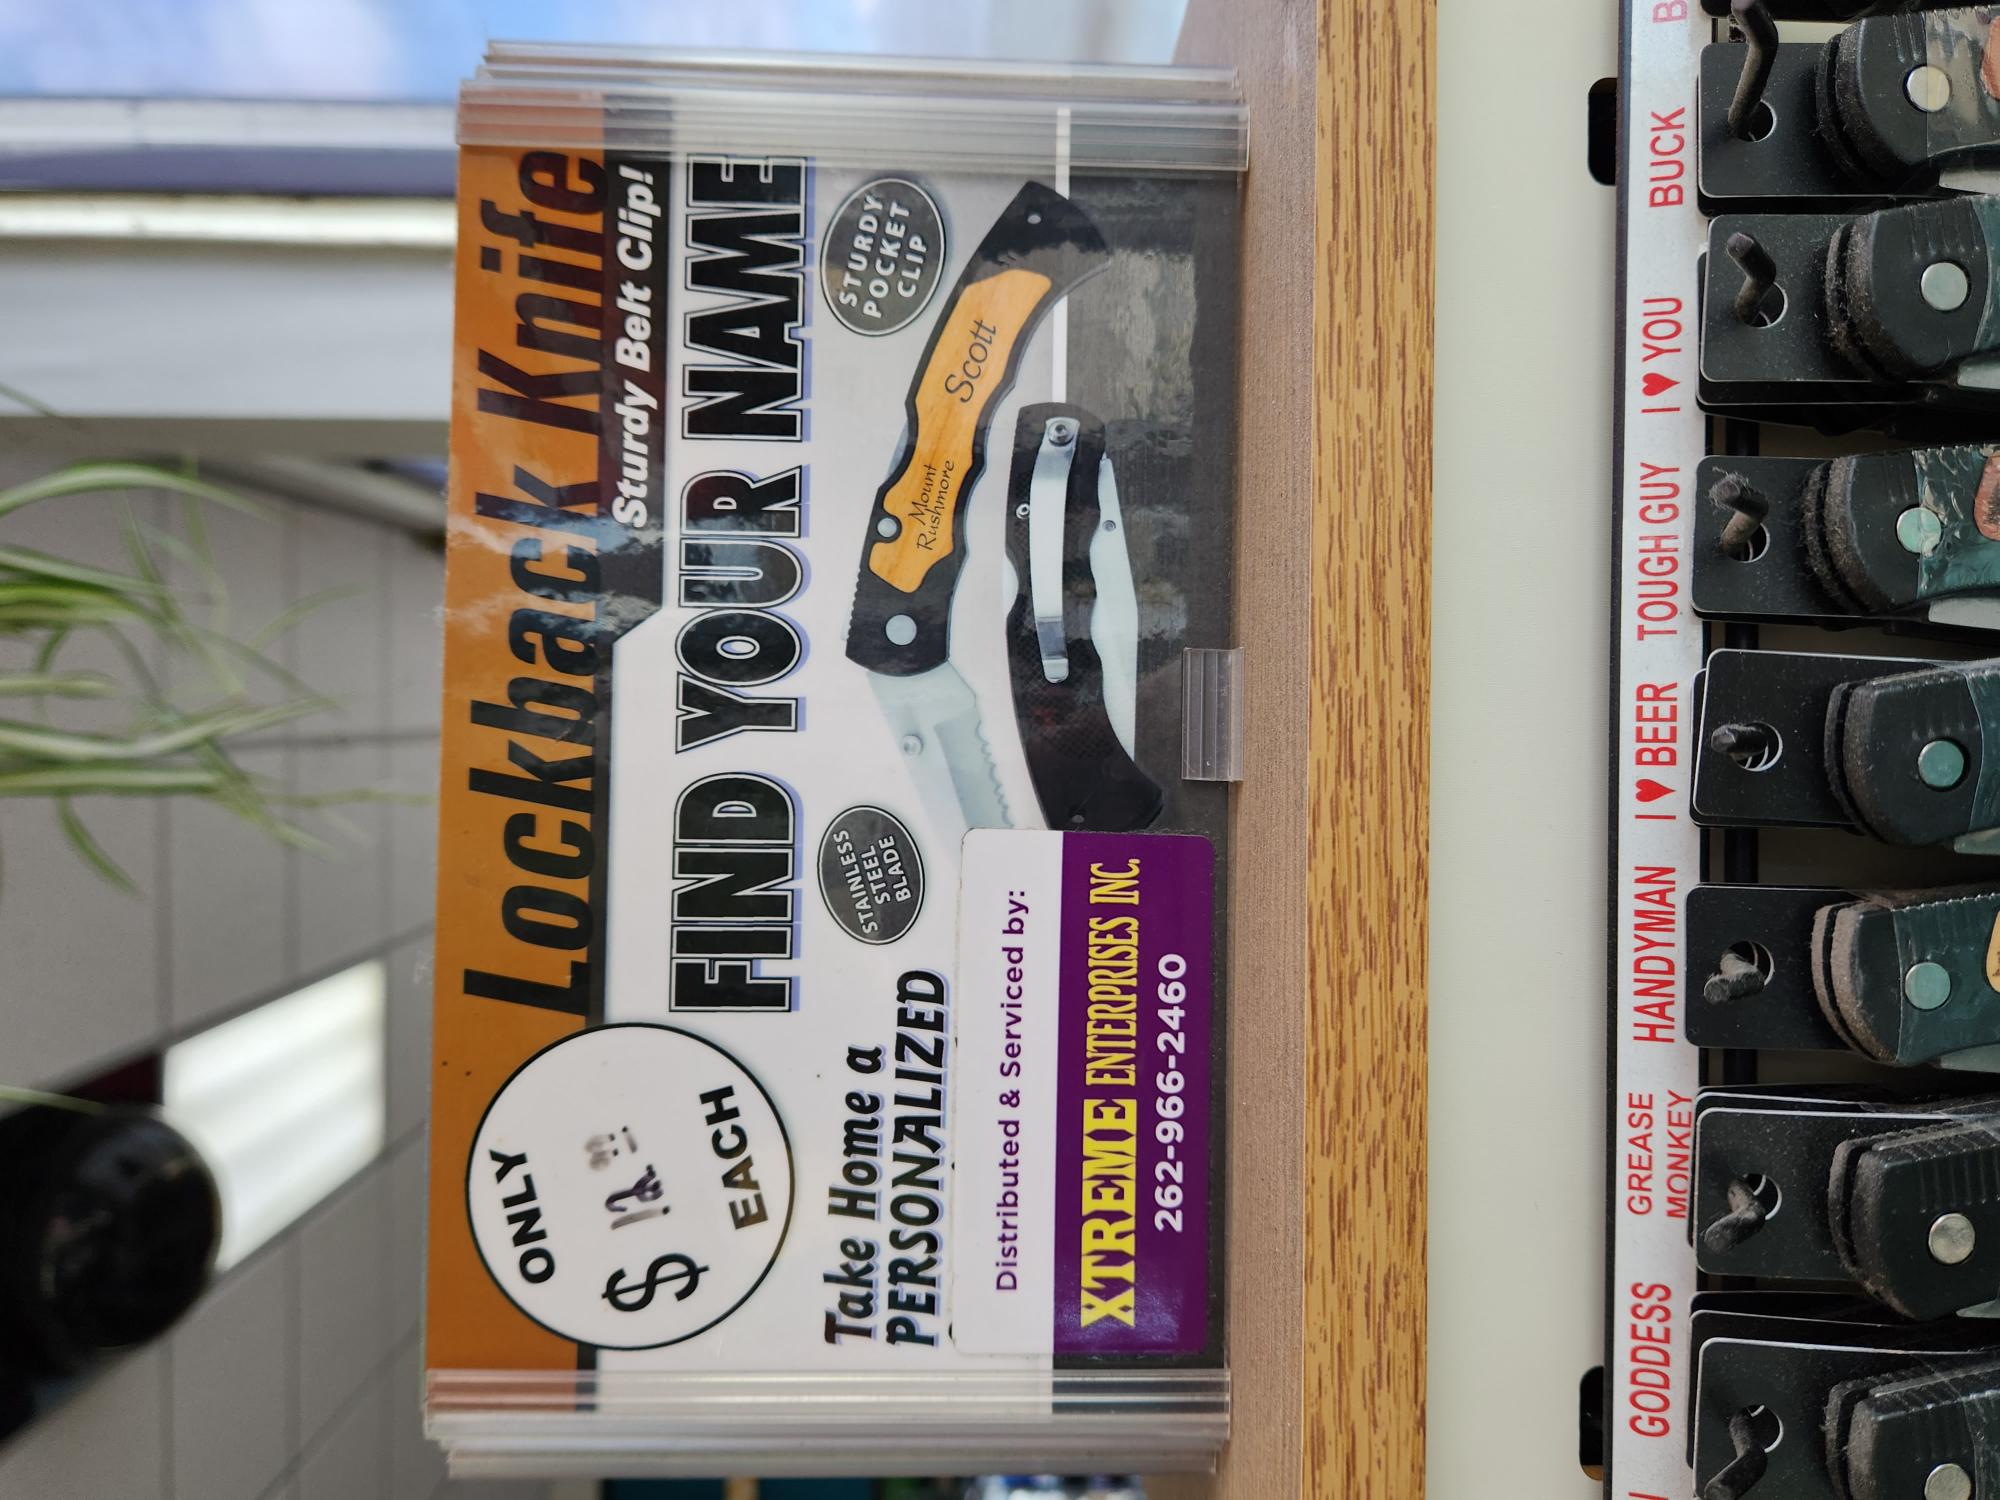 ONLY
$ 12.00
EACH
Lockback Knife
Sturdy Belt Clip!
FIND YOUR NAME
Take Home a
PERSONALIZED
STAINLESS
STEEL
BLADE
STURDY
POCKET
CLIP
Mount
Rushmore
Scott
Distributed & Serviced by:
XTREME ENTERPRISES INC.
262-966-2460
GODDESS
GREASE
MONKEY
HANDYMAN
I ♥ BEER
TOUGH GUY
I ♥ YOU
BUCK